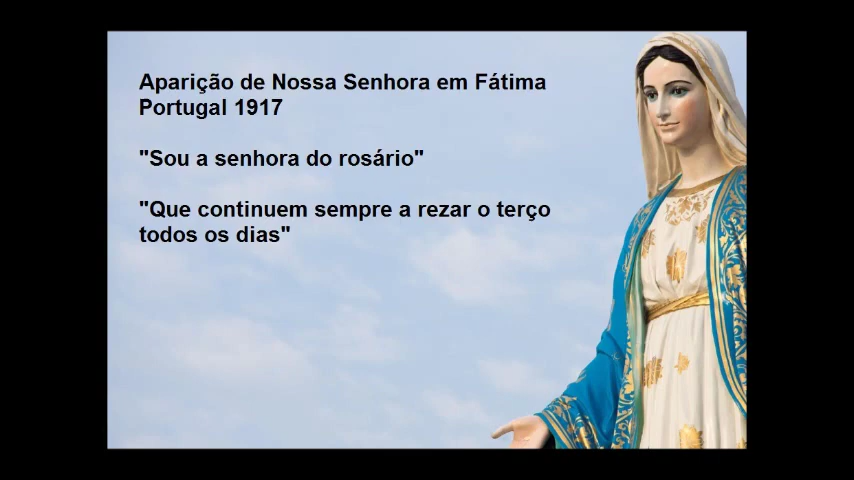 Aparição de Nossa Senhora em Fátima
Portugal 1917
"Sou a senhora do rosário"
"Que continuem sempre a rezar o terço
todos os dias"